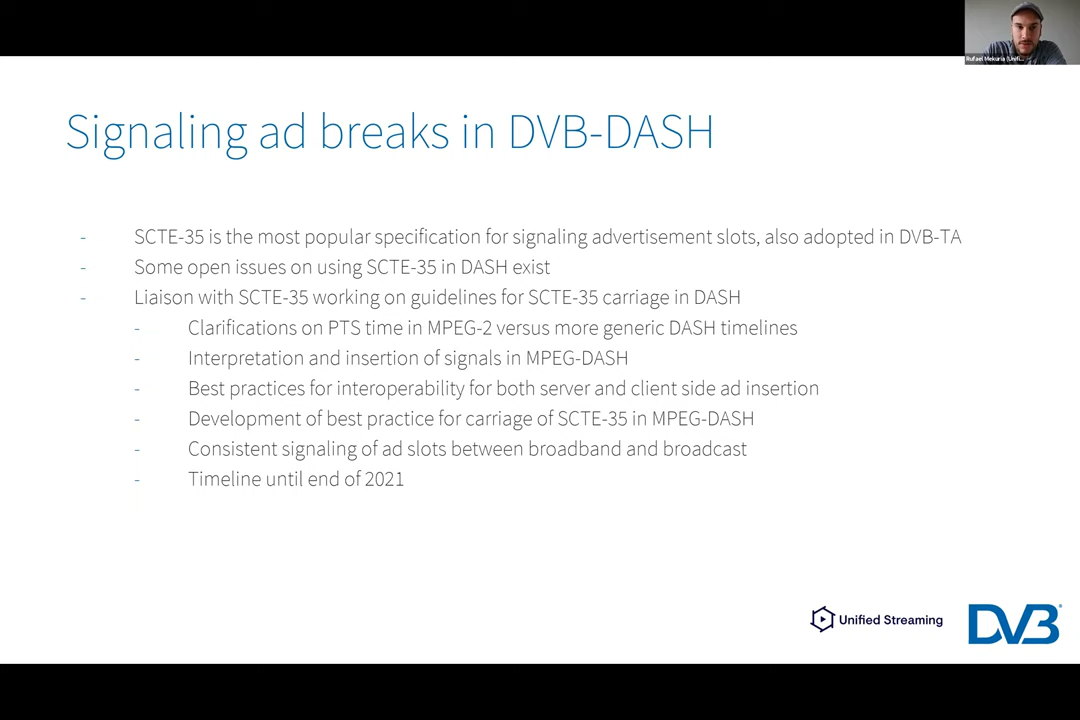 Rufael Mekuria (Unifi...
Signaling ad breaks in DVB-DASH
- SCTE-35 is the most popular specification for signaling advertisement slots, also adopted in DVB-TA
- Some open issues on using SCTE-35 in DASH exist
- Liaison with SCTE-35 working on guidelines for SCTE-35 carriage in DASH
- Clarifications on PTS time in MPEG-2 versus more generic DASH timelines
- Interpretation and insertion of signals in MPEG-DASH
- Best practices for interoperability for both server and client side ad insertion
- Development of best practice for carriage of SCTE-35 in MPEG-DASH
- Consistent signaling of ad slots between broadband and broadcast
- Timeline until end of 2021
Unified Streaming
DVB®